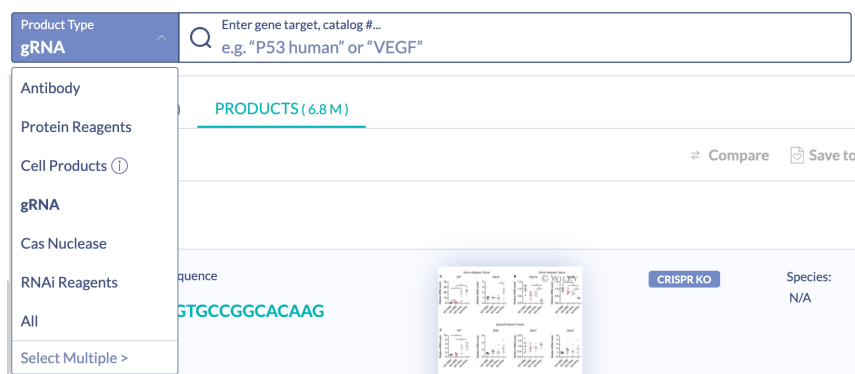 Product Type
gRNA
Enter gene target, catalog #...
e.g. “P53 human” or “VEGF”
Antibody
Protein Reagents
Cell Products
gRNA
Cas Nuclease
RNAi Reagents
All
Select Multiple >
)
PRODUCTS ( 6.8 M )
Compare
Save to
quence
GTGCCGGCACAAG
© WILEY
CRISPR KO
Species:
N/A